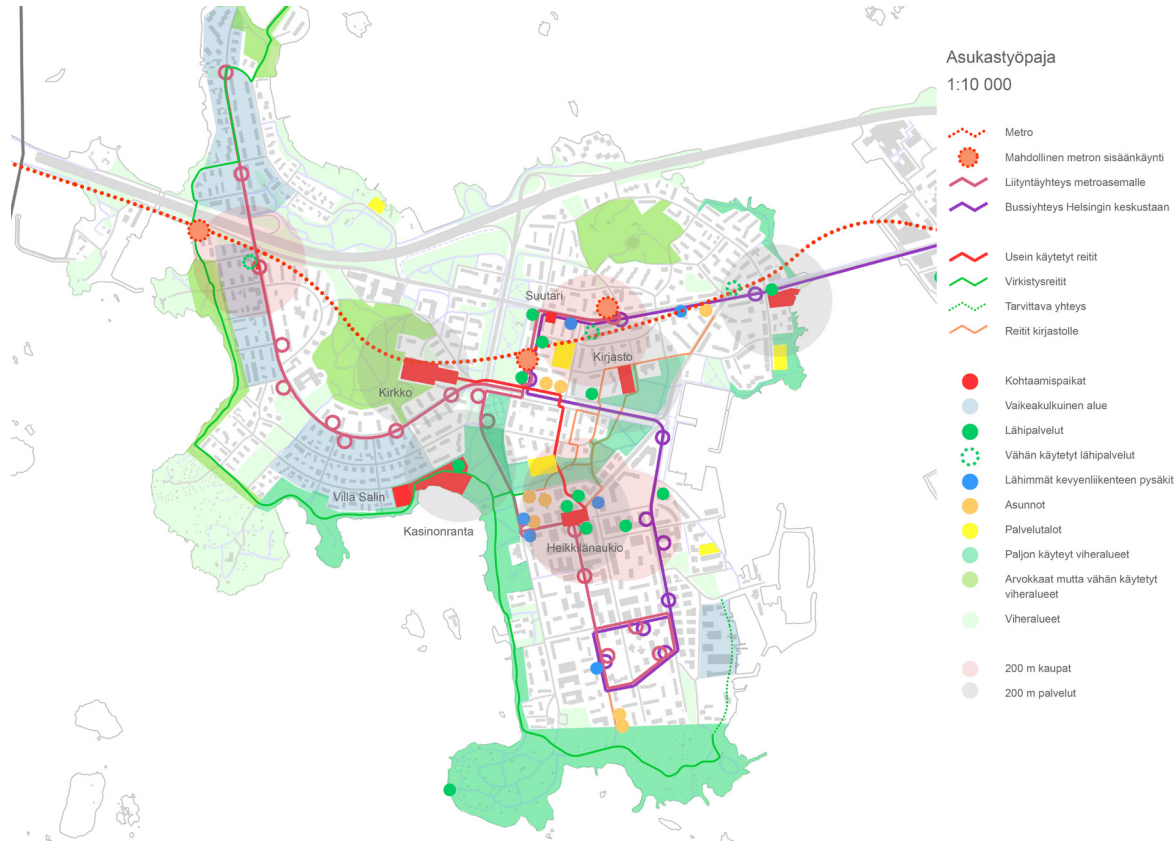 Asukastyöpaja
1:10 000
Metro
Mahdollinen metron sisäänkäynti
Liityntäyhteys metroasemalle
Bussiyhteys Helsingin keskustaan
Usein käytetyt reitit
Virkistysreitit
Tarvittava yhteys
Reitit kirjastolle
Kohtaamispaikat
Vaikeakulkuinen alue
Lähipalvelut
Vähän käytetyt lähipalvelut
Lähimmät kevyenliikenteen pysäkit
Asunnot
Palvelutalot
Paljon käytetyt viheralueet
Arvokkaat mutta vähän käytetyt
viheralueet
Viheralueet
200 m kaupat
200 m palvelut
Suutari
Kirjasto
Kirkko
Villa Salin
Kasinonranta
Heikkilänaukio